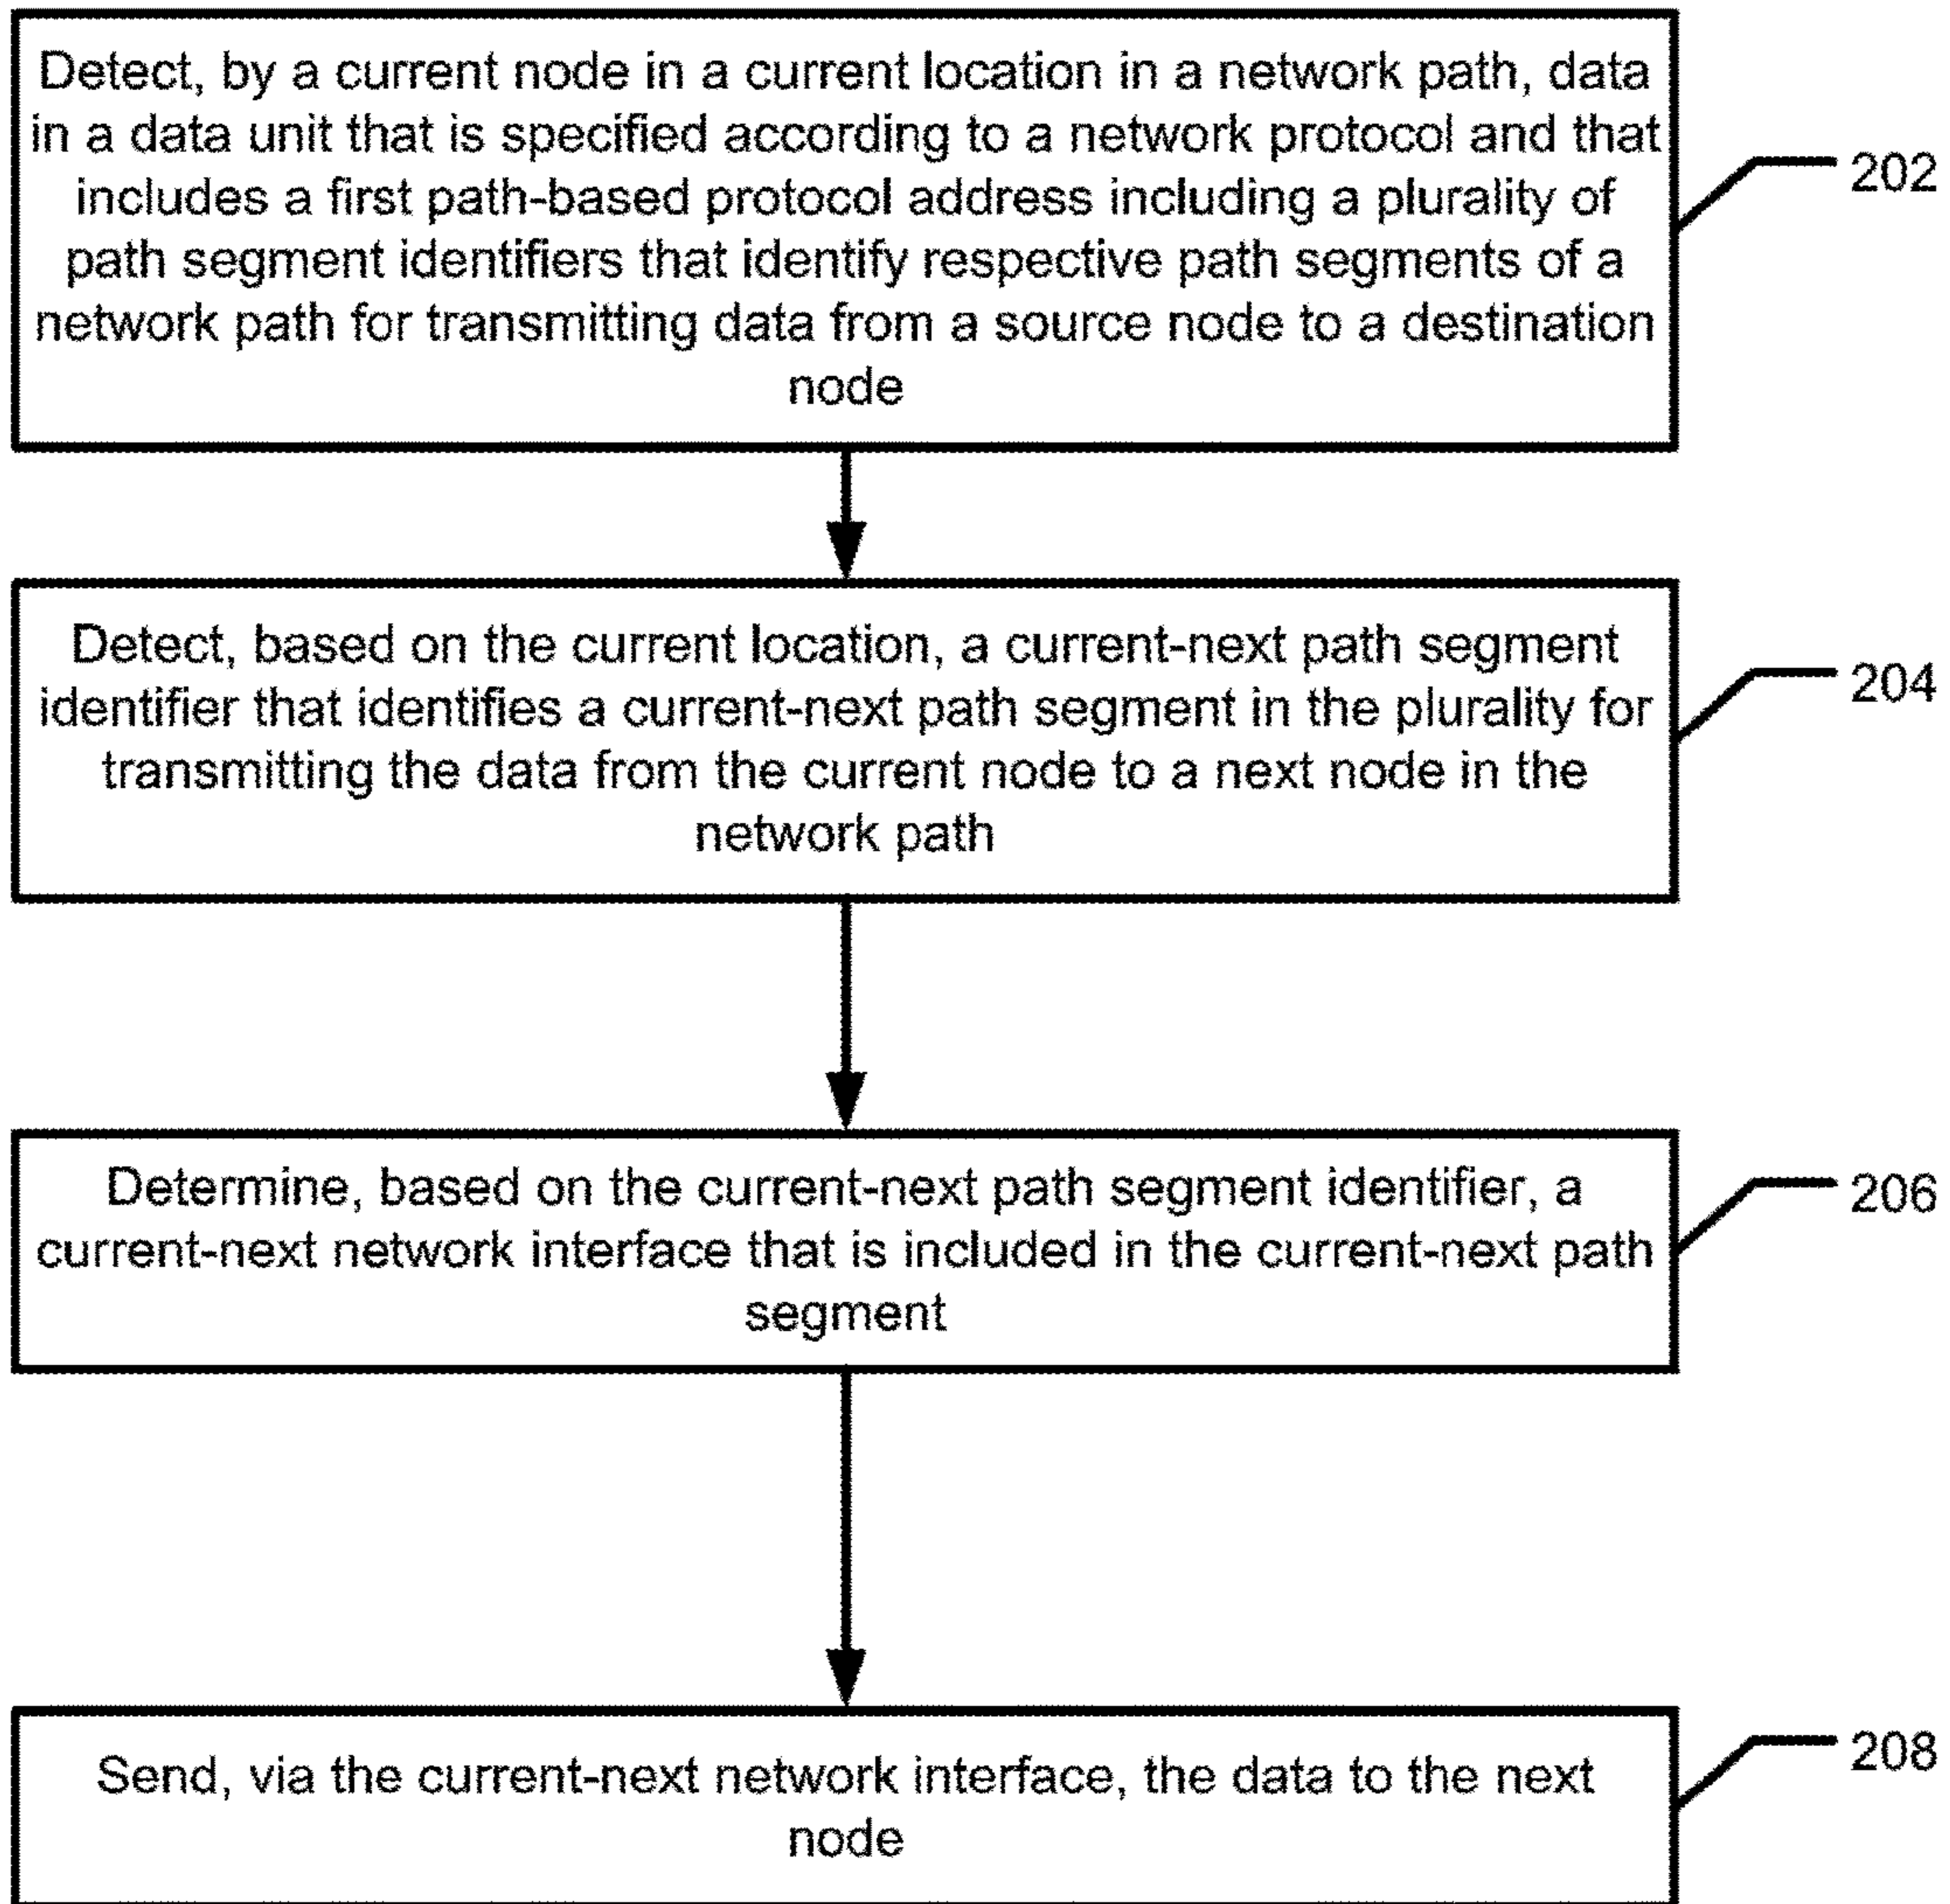 Detect, by a current node in a current location in a network path, data
in a data unit that is specified according to a network protocol and that
includes a first path-based protocol address including a plurality of
path segment identifiers that identify respective path segments of a
network path for transmitting data from a source node to a destination
node
202
Detect, based on the current location, a current-next path segment
identifier that identifies a current-next path segment in the plurality for
transmitting the data from the current node to a next node in the
network path
204
Determine, based on the current-next path segment identifier, a
current-next network interface that is included in the current-next path
segment
206
Send, via the current-next network interface, the data to the next
node
208